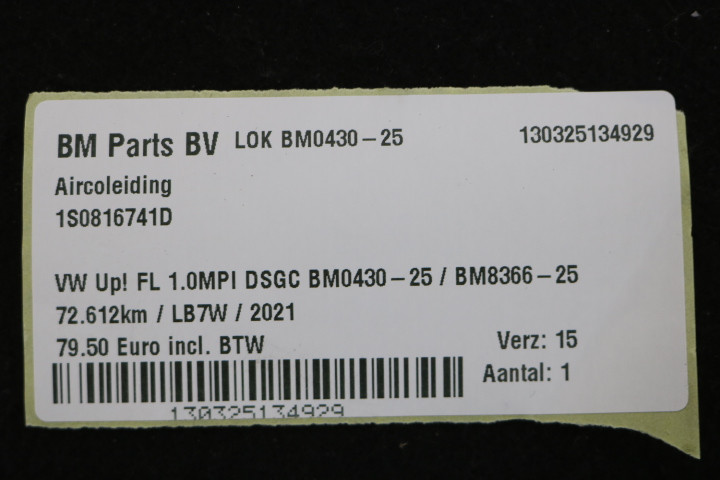 BM Parts BV LOK BM0430-25 130325134929
Aircoleiding
1S0816741D
VW Up! FL 1.0MPI DSGC BM0430-25 / BM8366-25
72.612km / LB7W / 2021
79.50 Euro incl. BTW Verz: 15
Aantal: 1
130325134929